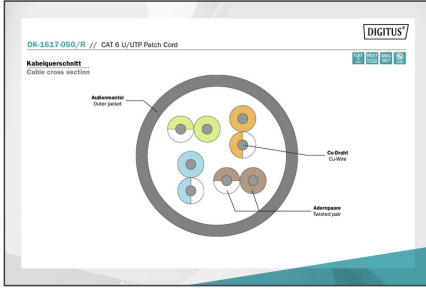 DIGITUS®
DK-1617-050/R // CAT 6 U/UTP Patch Cord
Kabelquerschnitt
Cable cross section
Außenmantel
Outer jacket
Cu-Draht
Cu-Wire
Adernpaare
Twisted pair